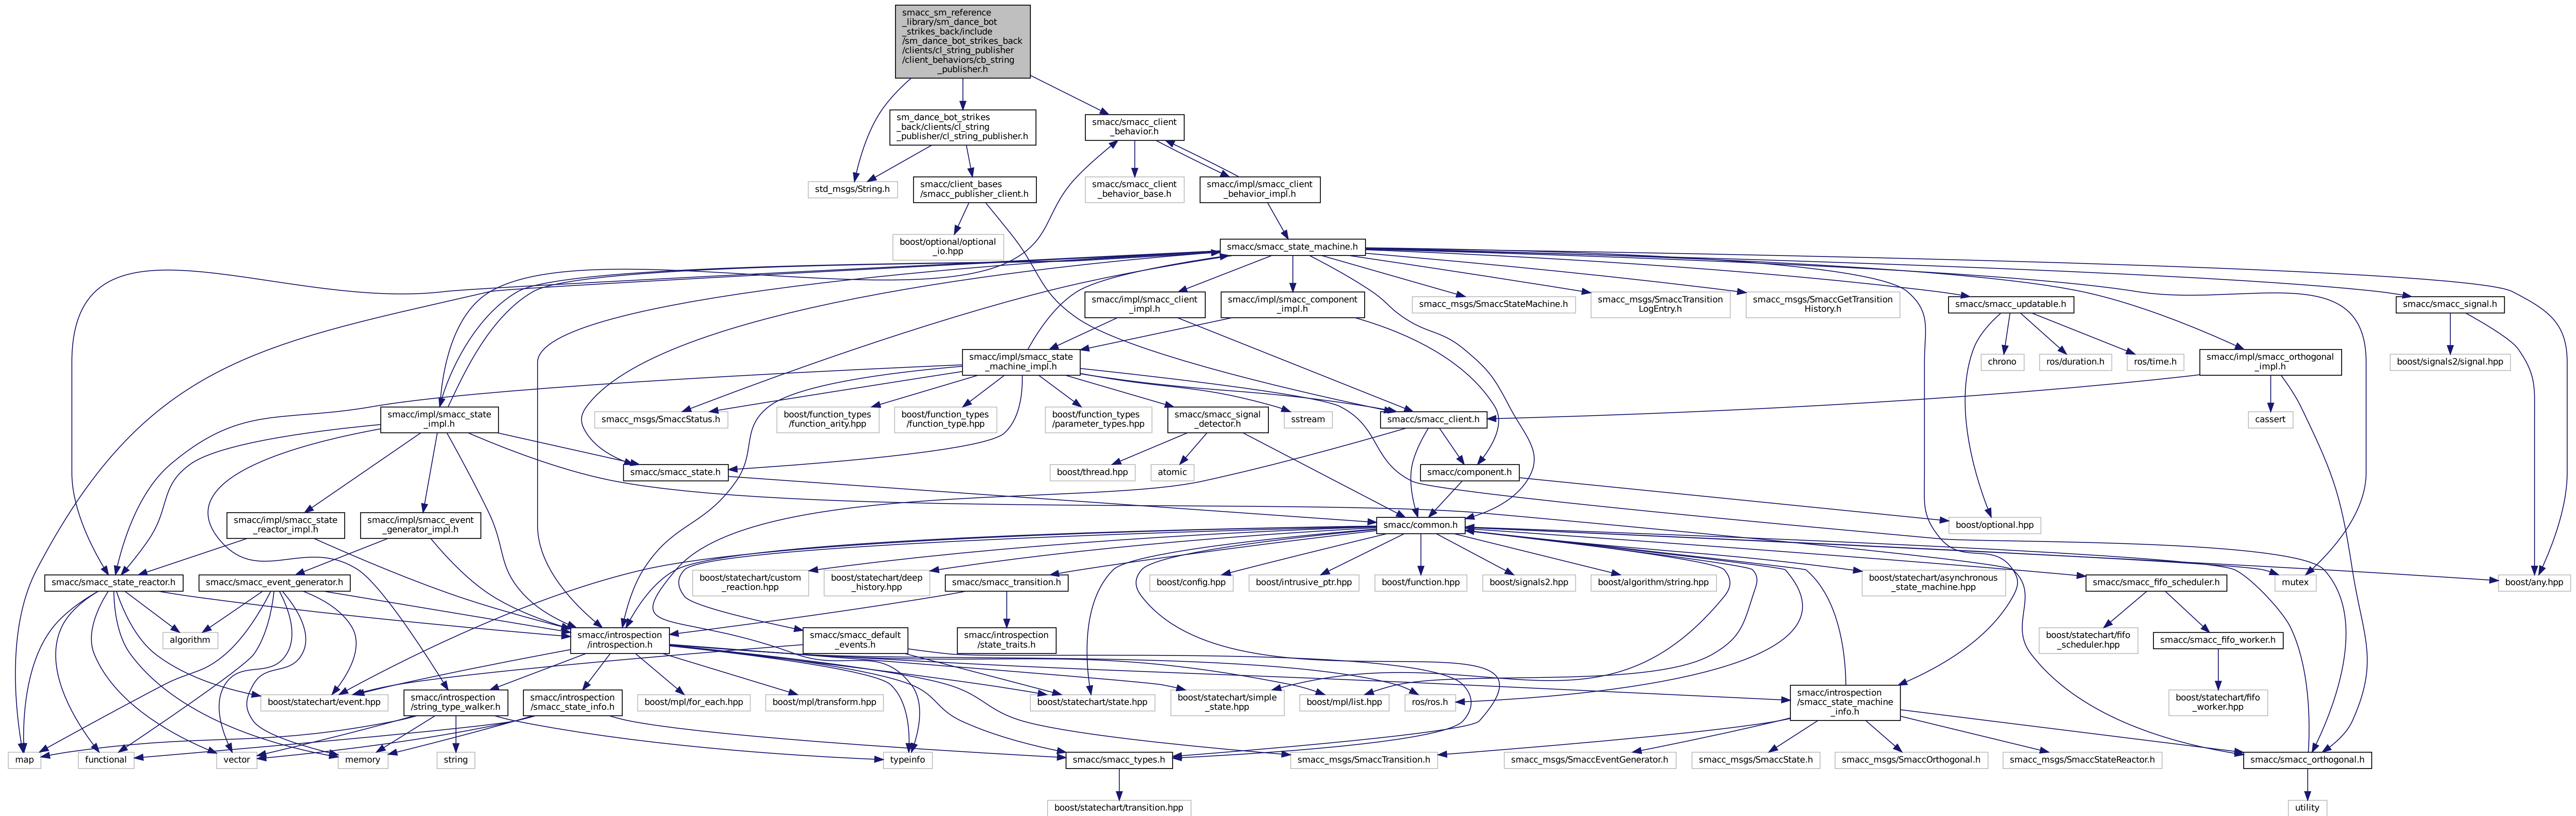 smacc_sm_reference
_library/sm_dance_bot
_strikes_back/include
/sm_dance_bot_strikes_back
/clients/cl_string_publisher
/client_behaviors/cb_string
_publisher.h
sm_dance_bot_strikes
_back/clients/cl_string
_publisher/cl_string_publisher.h
smacc/smacc_client
_behavior.h
std_msgs/String.h
smacc/client_bases
/smacc_publisher_client.h
smacc/smacc_client
_behavior_base.h
smacc/impl/smacc_client
_behavior_impl.h
boost/optional/optional
_io.hpp
smacc/smacc_state_machine.h
smacc/impl/smacc_client
_impl.h
smacc/impl/smacc_component
_impl.h
smacc_msgs/SmaccStateMachine.h
smacc_msgs/SmaccTransition
LogEntry.h
smacc_msgs/SmaccGetTransition
History.h
smacc/smacc_updatable.h
smacc/smacc_signal.h
smacc/impl/smacc_state
_machine_impl.h
chrono
ros/duration.h
ros/time.h
smacc/impl/smacc_orthogonal
_impl.h
boost/signals2/signal.hpp
smacc/impl/smacc_state
_impl.h
smacc_msgs/SmaccStatus.h
boost/function_types
/function_arity.hpp
boost/function_types
/function_type.hpp
boost/function_types
/parameter_types.hpp
smacc/smacc_signal
_detector.h
sstream
smacc/smacc_client.h
cassert
smacc/smacc_state.h
boost/thread.hpp
atomic
smacc/component.h
smacc/impl/smacc_state
_reactor_impl.h
smacc/impl/smacc_event
_generator_impl.h
smacc/common.h
boost/optional.hpp
smacc/smacc_state_reactor.h
smacc/smacc_event_generator.h
boost/statechart/custom
_reaction.hpp
boost/statechart/deep
_history.hpp
smacc/smacc_transition.h
boost/config.hpp
boost/intrusive_ptr.hpp
boost/function.hpp
boost/signals2.hpp
boost/algorithm/string.hpp
boost/statechart/asynchronous
_state_machine.hpp
smacc/smacc_fifo_scheduler.h
mutex
boost/any.hpp
algorithm
smacc/introspection
/introspection.h
smacc/smacc_default
_events.h
smacc/introspection
/state_traits.h
boost/statechart/fifo
_scheduler.hpp
smacc/smacc_fifo_worker.h
boost/statechart/event.hpp
smacc/introspection
/string_type_walker.h
smacc/introspection
/smacc_state_info.h
boost/mpl/for_each.hpp
boost/mpl/transform.hpp
boost/statechart/state.hpp
boost/statechart/simple
_state.hpp
boost/mpl/list.hpp
ros/ros.h
smacc/introspection
/smacc_state_machine
_info.h
boost/statechart/fifo
_worker.hpp
map
functional
vector
memory
string
typeinfo
smacc/smacc_types.h
smacc_msgs/SmaccTransition.h
smacc_msgs/SmaccEventGenerator.h
smacc_msgs/SmaccState.h
smacc_msgs/SmaccOrthogonal.h
smacc_msgs/SmaccStateReactor.h
smacc/smacc_orthogonal.h
boost/statechart/transition.hpp
utility